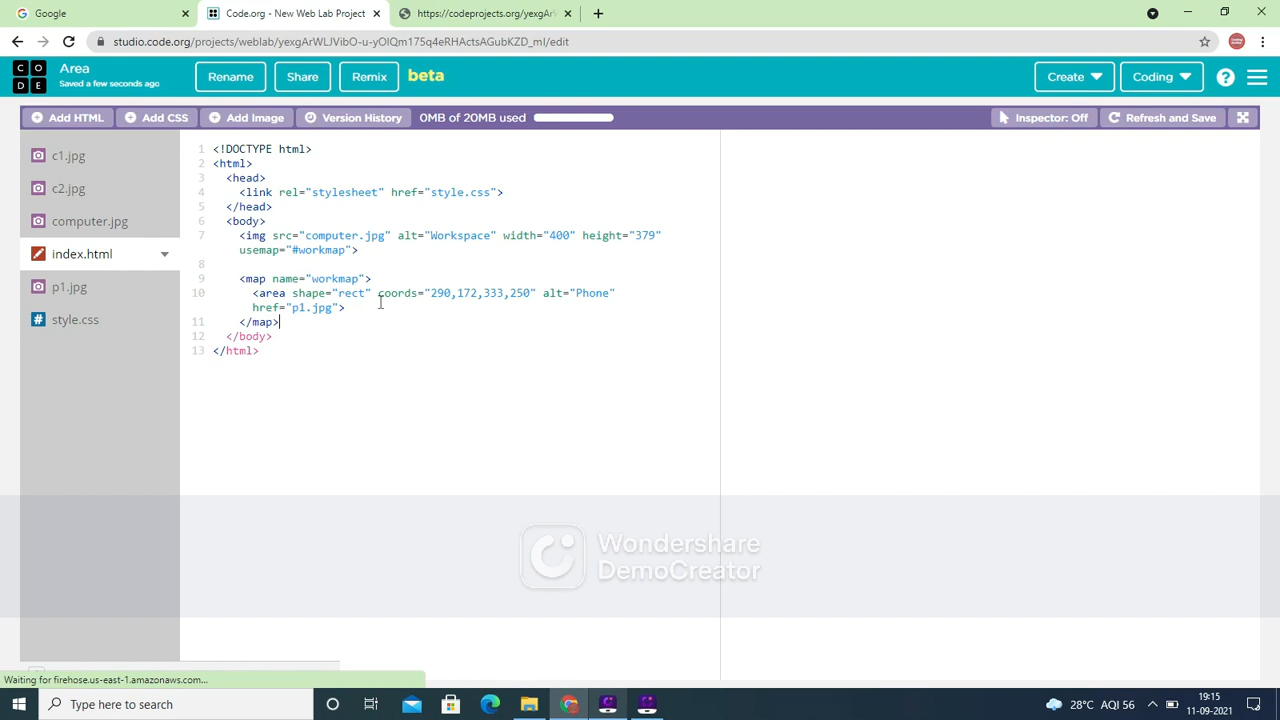 Google
Code.org - New Web Lab Project
https://codeprojects.org/yexgArW
studio.code.org/projects/weblab/yexgArWLJVibO-u-yOlQm175q4eRHActsAGubKZD_mI/edit
C O
D E
Area
Saved a few seconds ago
Rename
Share
Remix
beta
Create
Coding
Add HTML
Add CSS
Add Image
Version History
0MB of 20MB used
Inspector: Off
Refresh and Save
c1.jpg
c2.jpg
computer.jpg
index.html
p1.jpg
style.css
1 <!DOCTYPE html>
2 <html>
3 <head>
4 <link rel="stylesheet" href="style.css">
5 </head>
6 <body>
7 <img src="computer.jpg" alt="Workspace" width="400" height="379"
usemap="#workmap">
8
9 <map name="workmap">
10 <area shape="rect" coords="290,172,333,250" alt="Phone"
href="p1.jpg">
11 </map>
12 </body>
13 </html>
Wondershare
DemoCreator
Waiting for firehose.us-east-1.amazonaws.com...
Type here to search
28°C AQI 56
19:15
11-09-2021